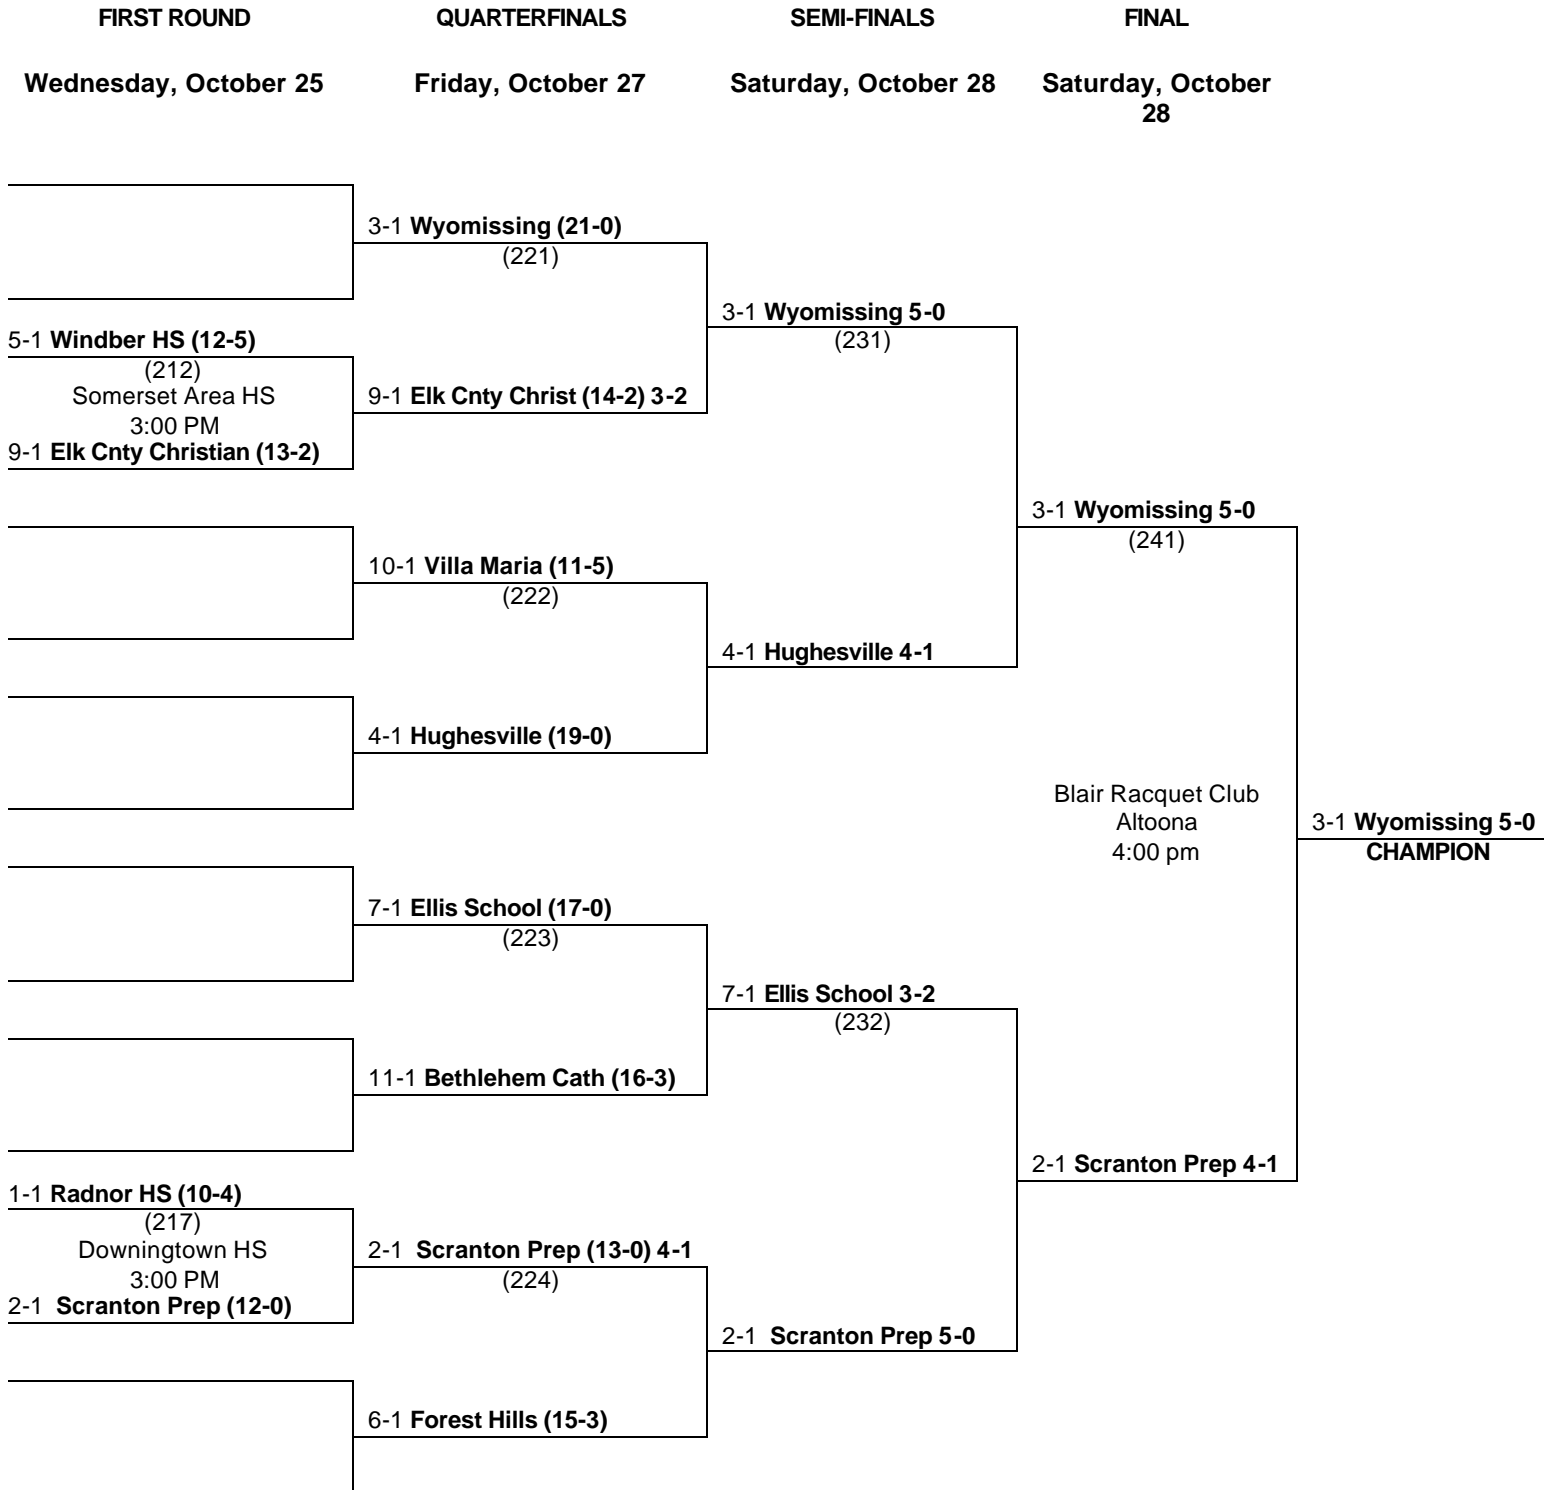 FIRST ROUND
QUARTERFINALS
SEMI-FINALS
FINAL
Wednesday, October 25
Friday, October 27
Saturday, October 28
Saturday, October
28
3-1 Wyomissing (21-0)
(221)
3-1 Wyomissing 5-0
(231)
5-1 Windber HS (12-5)
(212)
Somerset Area HS
3:00 PM
9-1 Elk Cnty Christian (13-2)
9-1 Elk Cnty Christ (14-2) 3-2
3-1 Wyomissing 5-0
(241)
10-1 Villa Maria (11-5)
(222)
4-1 Hughesville 4-1
4-1 Hughesville (19-0)
Blair Racquet Club
Altoona
4:00 pm
3-1 Wyomissing 5-0
CHAMPION
7-1 Ellis School (17-0)
(223)
7-1 Ellis School 3-2
(232)
11-1 Bethlehem Cath (16-3)
2-1 Scranton Prep 4-1
1-1 Radnor HS (10-4)
(217)
Downingtown HS
3:00 PM
2-1 Scranton Prep (12-0)
2-1 Scranton Prep (13-0) 4-1
(224)
2-1 Scranton Prep 5-0
6-1 Forest Hills (15-3)